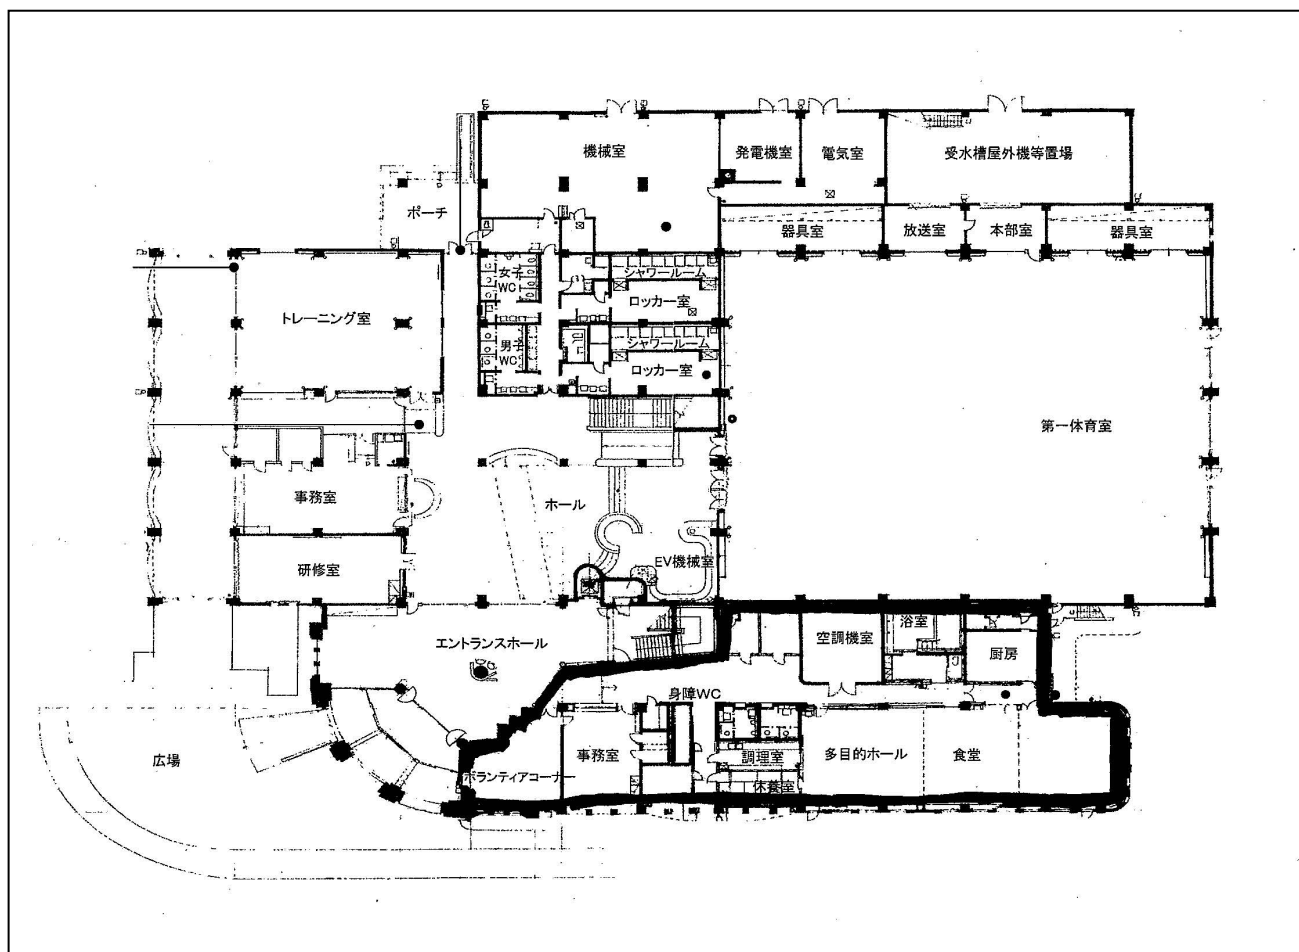 機械室
発電機室
電気室
受水槽屋外機等置場
ポーチ
器具室
放送室
本部室
器具室
女子
WC
シャワールーム
ロッカー室
トレーニング室
男子
WC
シャワールーム
ロッカー室
第一体育室
事務室
ホール
研修室
EV機械室
エントランスホール
空調機室
浴室
厨房
身障WC
広場
ボランティアコーナー
事務室
調理室
休養室
多目的ホール
食堂